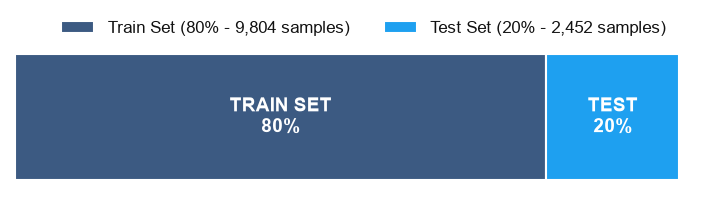 Train Set (80% - 9,804 samples) Test Set (20% - 2,452 samples)
TRAIN SET
80%
TEST
20%